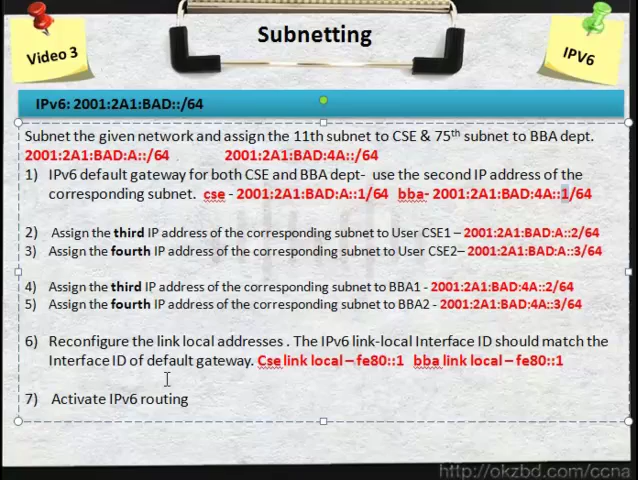 Subnetting
Video 3
IPV6
IPv6: 2001:2A1:BAD::/64
Subnet the given network and assign the 11th subnet to CSE & 75th subnet to BBA dept.
2001:2A1:BAD:A::/64 2001:2A1:BAD:4A::/64
1) IPv6 default gateway for both CSE and BBA dept- use the second IP address of the
corresponding subnet. cse - 2001:2A1:BAD:A::1/64 bba- 2001:2A1:BAD:4A::1/64
2) Assign the third IP address of the corresponding subnet to User CSE1 – 2001:2A1:BAD:A::2/64
3) Assign the fourth IP address of the corresponding subnet to User CSE2– 2001:2A1:BAD:A::3/64
4) Assign the third IP address of the corresponding subnet to BBA1 - 2001:2A1:BAD:4A::2/64
5) Assign the fourth IP address of the corresponding subnet to BBA2 - 2001:2A1:BAD:4A::3/64
6) Reconfigure the link local addresses . The IPv6 link-local Interface ID should match the
Interface ID of default gateway. Cse link local – fe80::1 bba link local – fe80::1
7) Activate IPv6 routing
http://okzbd.com/ccna